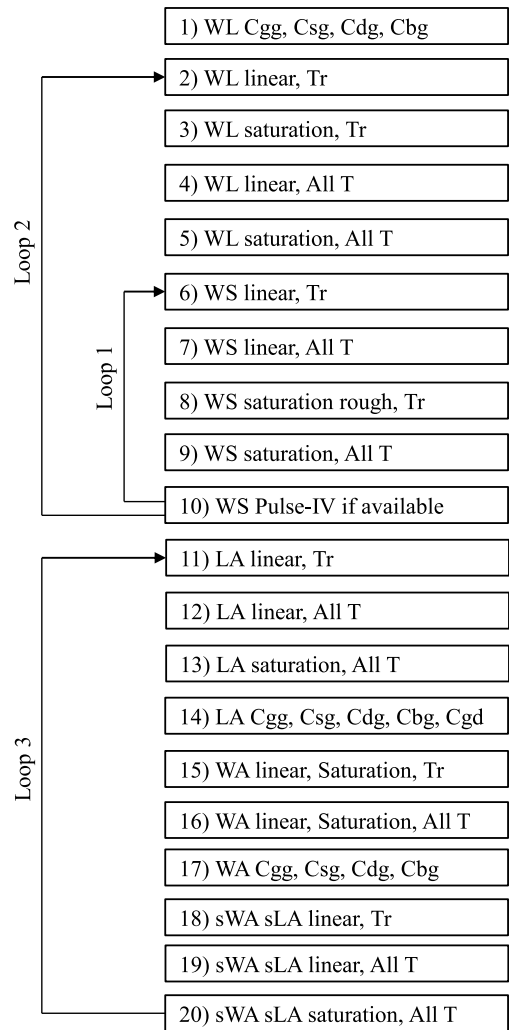 1) WL Cgg, Csg, Cdg, Cbg
2) WL linear, Tr
3) WL saturation, Tr
4) WL linear, All T
5) WL saturation, All T
6) WS linear, Tr
7) WS linear, All T
8) WS saturation rough, Tr
9) WS saturation, All T
10) WS Pulse-IV if available
11) LA linear, Tr
12) LA linear, All T
13) LA saturation, All T
14) LA Cgg, Csg, Cdg, Cbg, Cgd
15) WA linear, Saturation, Tr
16) WA linear, Saturation, All T
17) WA Cgg, Csg, Cdg, Cbg
18) sWA sLA linear, Tr
19) sWA sLA linear, All T
20) sWA sLA saturation, All T
Loop 2
Loop 1
Loop 3